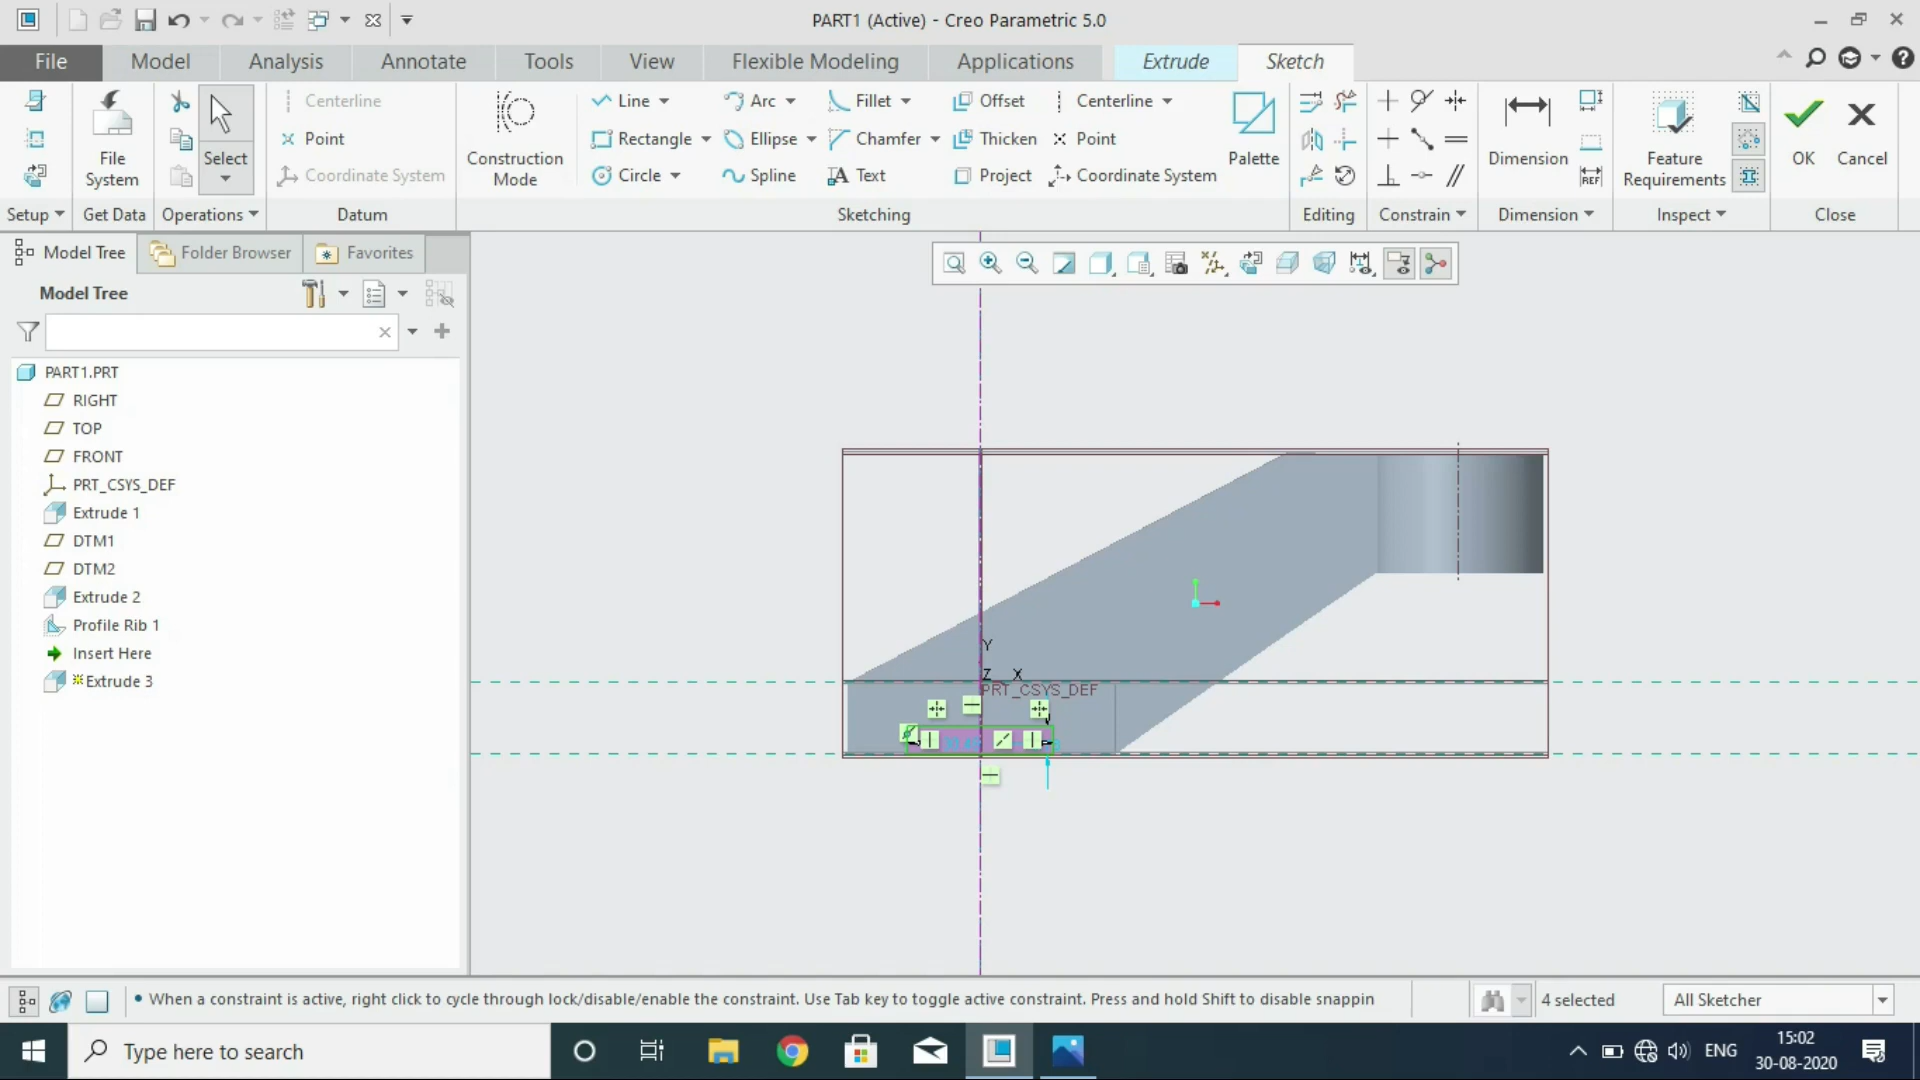 PART1 (Active) - Creo Parametric 5.0
File Model Analysis Annotate Tools View Flexible Modeling Applications Extrude Sketch
Centerline Line Arc Fillet Offset Centerline
Point Rectangle Ellipse Chamfer Thicken Point
Coordinate System Circle Spline Text Project Coordinate System
File System Select Construction Mode Palette Dimension REF Feature Requirements OK Cancel
Setup Get Data Operations Datum Sketching Editing Constrain Dimension Inspect Close
Model Tree Folder Browser Favorites
Model Tree
PART1.PRT
RIGHT
TOP
FRONT
PRT_CSYS_DEF
Extrude 1
DTM1
DTM2
Extrude 2
Profile Rib 1
Insert Here
Extrude 3
Y
Z X
PRT_CSYS_DEF
When a constraint is active, right click to cycle through lock/disable/enable the constraint. Use Tab key to toggle active constraint. Press and hold Shift to disable snappin
4 selected
All Sketcher
Type here to search
ENG
15:02
30-08-2020